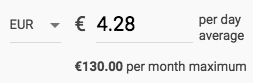 EUR € 4.28 per day average
€130.00 per month maximum